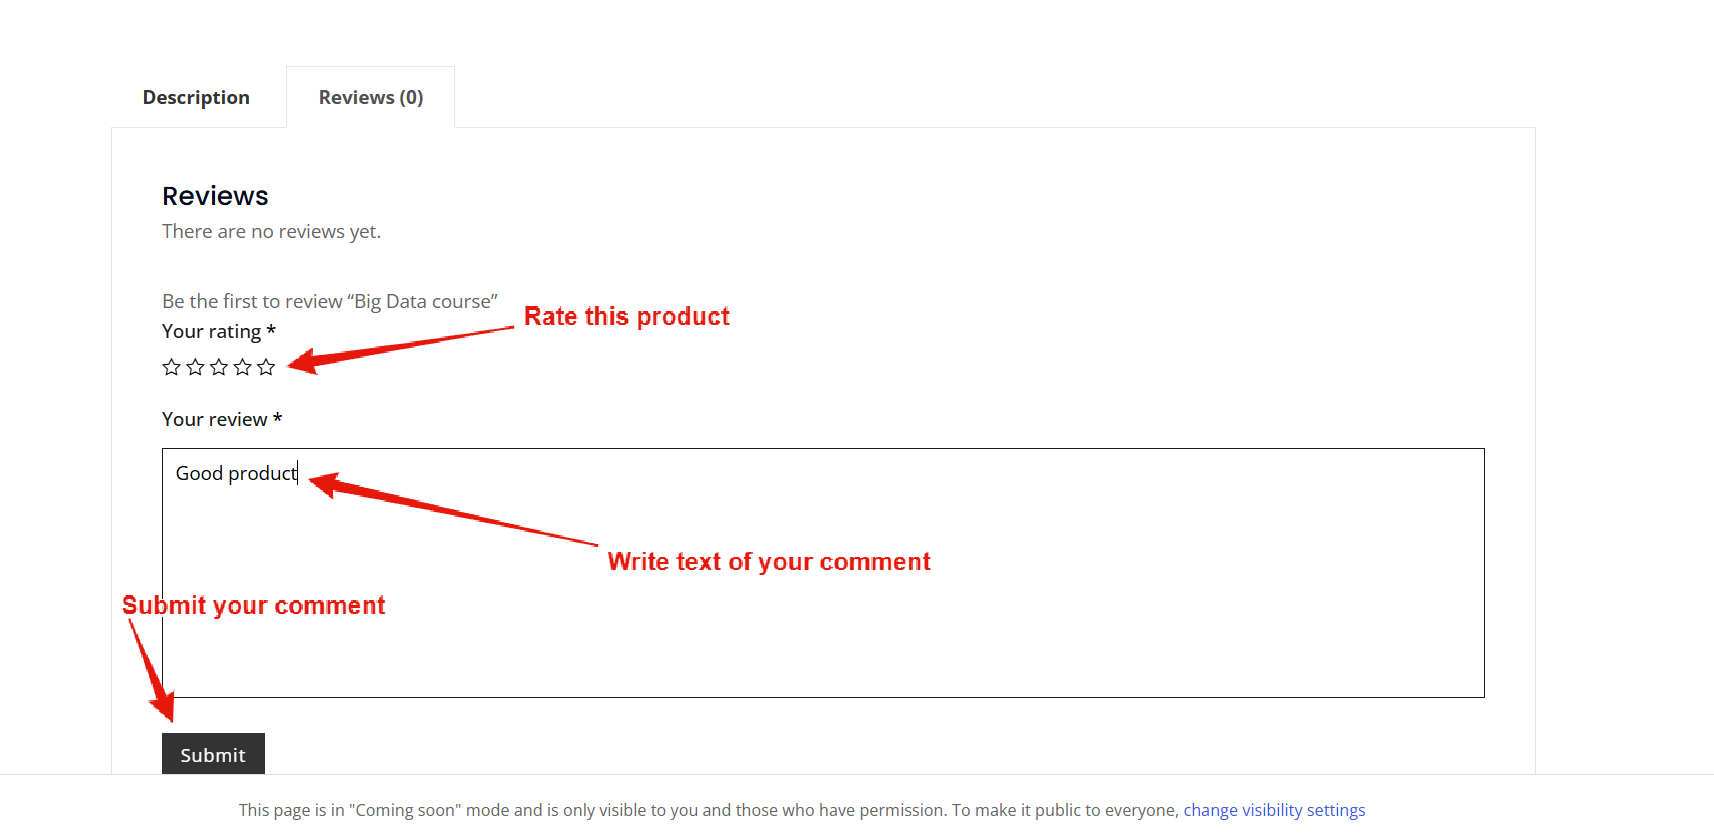 Description
Reviews (0)
Reviews
There are no reviews yet.
Be the first to review “Big Data course”
Rate this product
Your rating *
Your review *
Good product
Write text of your comment
Submit your comment
Submit
This page is in "Coming soon" mode and is only visible to you and those who have permission. To make it public to everyone, change visibility settings